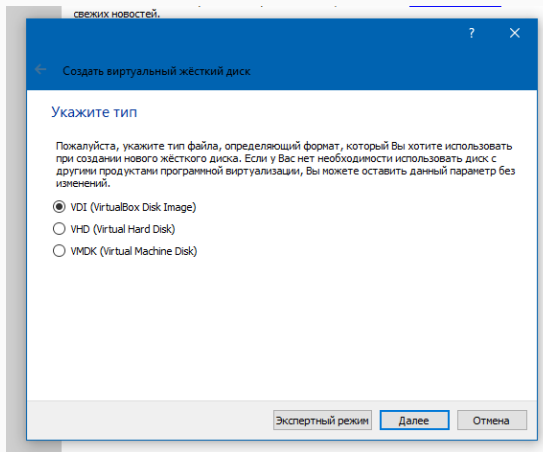 свежих новостей.
?
Создать виртуальный жёсткий диск
Укажите тип
Пожалуйста, укажите тип файла, определяющий формат, который Вы хотите использовать
при создании нового жёсткого диска. Если у Вас нет необходимости использовать диск с
другими продуктами программной виртуализации, Вы можете оставить данный параметр без
изменений.
VDI (VirtualBox Disk Image)
VHD (Virtual Hard Disk)
VMDK (Virtual Machine Disk)
Экспертный режим Далее Отмена